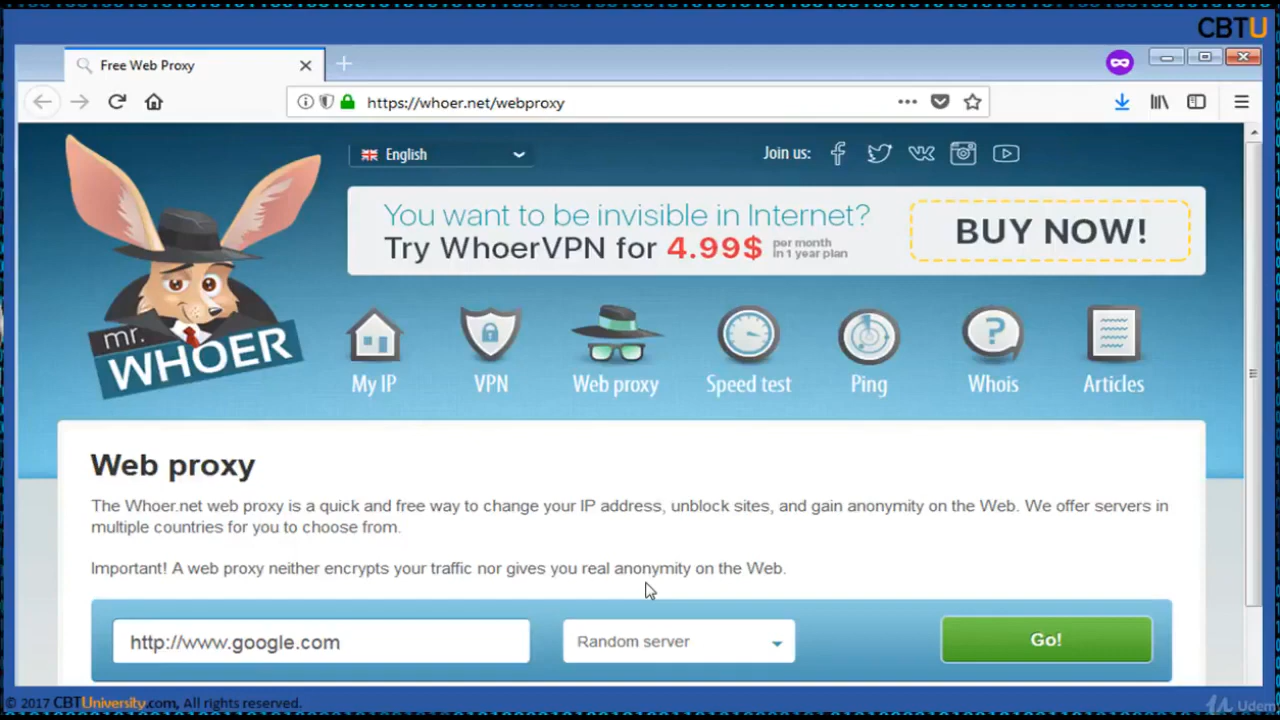 CBTU
Free Web Proxy
https://whoer.net/webproxy
English
Join us:
You want to be invisible in Internet?
Try WhoerVPN for 4.99$ per month in 1 year plan
BUY NOW!
mr.
WHOER
My IP
VPN
Web proxy
Speed test
Ping
Whois
Articles
Web proxy
The Whoer.net web proxy is a quick and free way to change your IP address, unblock sites, and gain anonymity on the Web. We offer servers in
multiple countries for you to choose from.
Important! A web proxy neither encrypts your traffic nor gives you real anonymity on the Web.
http://www.google.com
Random server
Go!
© 2017 CBTUniversity.com, All rights reserved.
Udemy